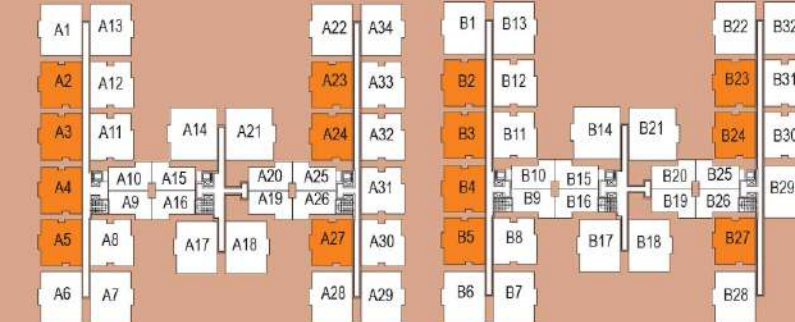 A1 A13 A22 A34 B1 B13 B22 B32
A2 A12 A23 A33 B2 B12 B23 B31
A3 A11 A14 A21 A24 A32 B3 B11 B14 B21 B24 B30
A10 A15 A20 A25 B10 B15 B20 B25
A4 A31 B4 B29
A9 A16 A19 A26 B9 B16 B19 B26
A5 A8 A17 A18 A27 A30 B5 B8 B17 B18 B27
A6 A7 A28 A29 B6 B7 B28